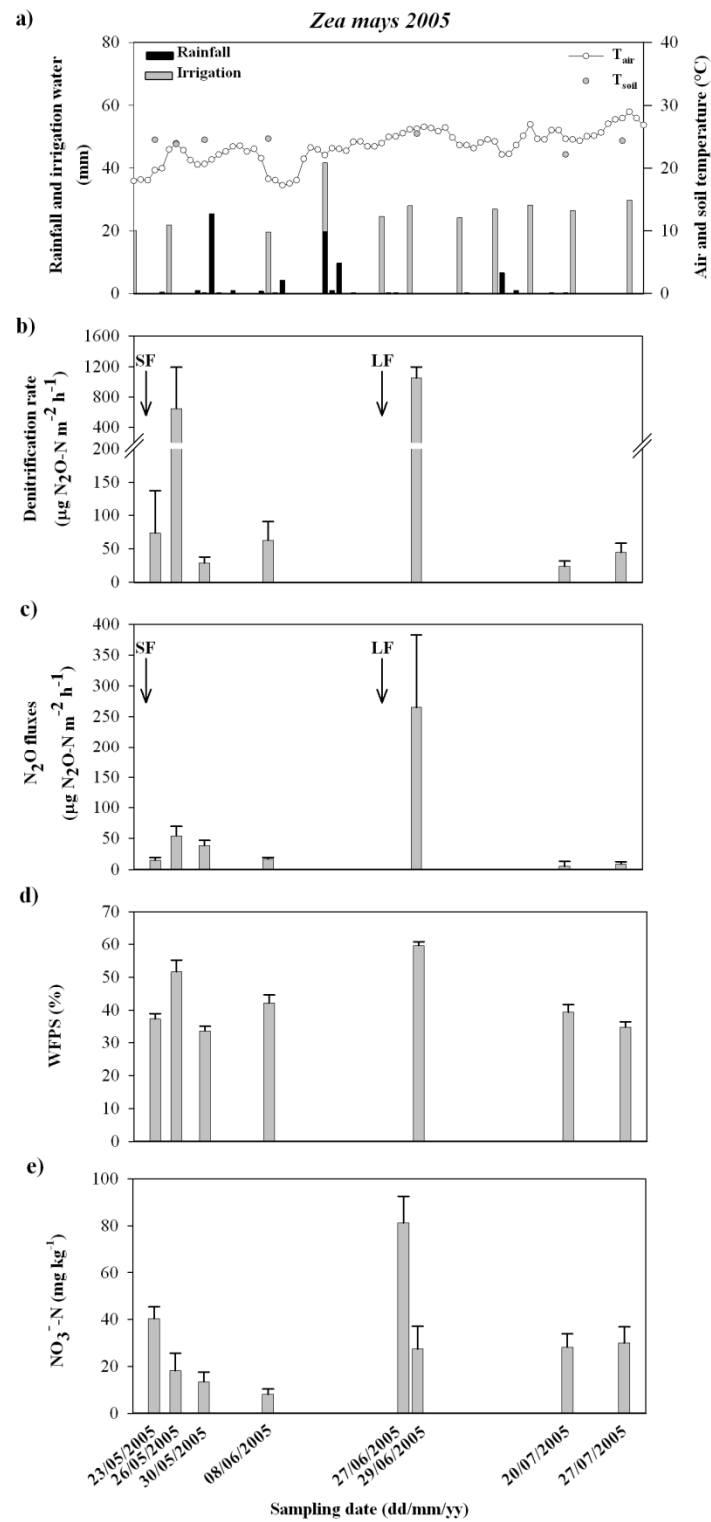 a)
Zea mays 2005
Rainfall
Irrigation
T air
T soil
Rainfall and irrigation water
(mm)
80
60
40
20
0
Air and soil temperature (°C)
40
30
20
10
0
b)
SF
LF
Denitrification rate
(µg N₂O-N m⁻² h⁻¹)
1600
1200
800
400
200
150
100
50
0
c)
SF
LF
N₂O fluxes
(µg N₂O-N m⁻² h⁻¹)
400
350
300
250
200
150
100
50
0
d)
WFPS (%)
70
60
50
40
30
20
10
0
e)
NO₃⁻-N (mg kg⁻¹)
100
80
60
40
20
0
23/05/2005
26/05/2005
30/05/2005
08/06/2005
27/06/2005
29/06/2005
20/07/2005
27/07/2005
Sampling date (dd/mm/yy)